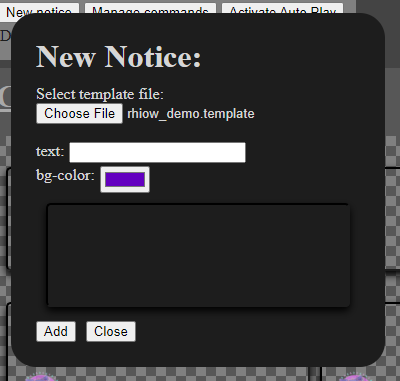 New notice Manage commands Activate Auto Play
New Notice:
Select template file:
Choose File rhiow_demo.template
text:
bg-color:
Add Close